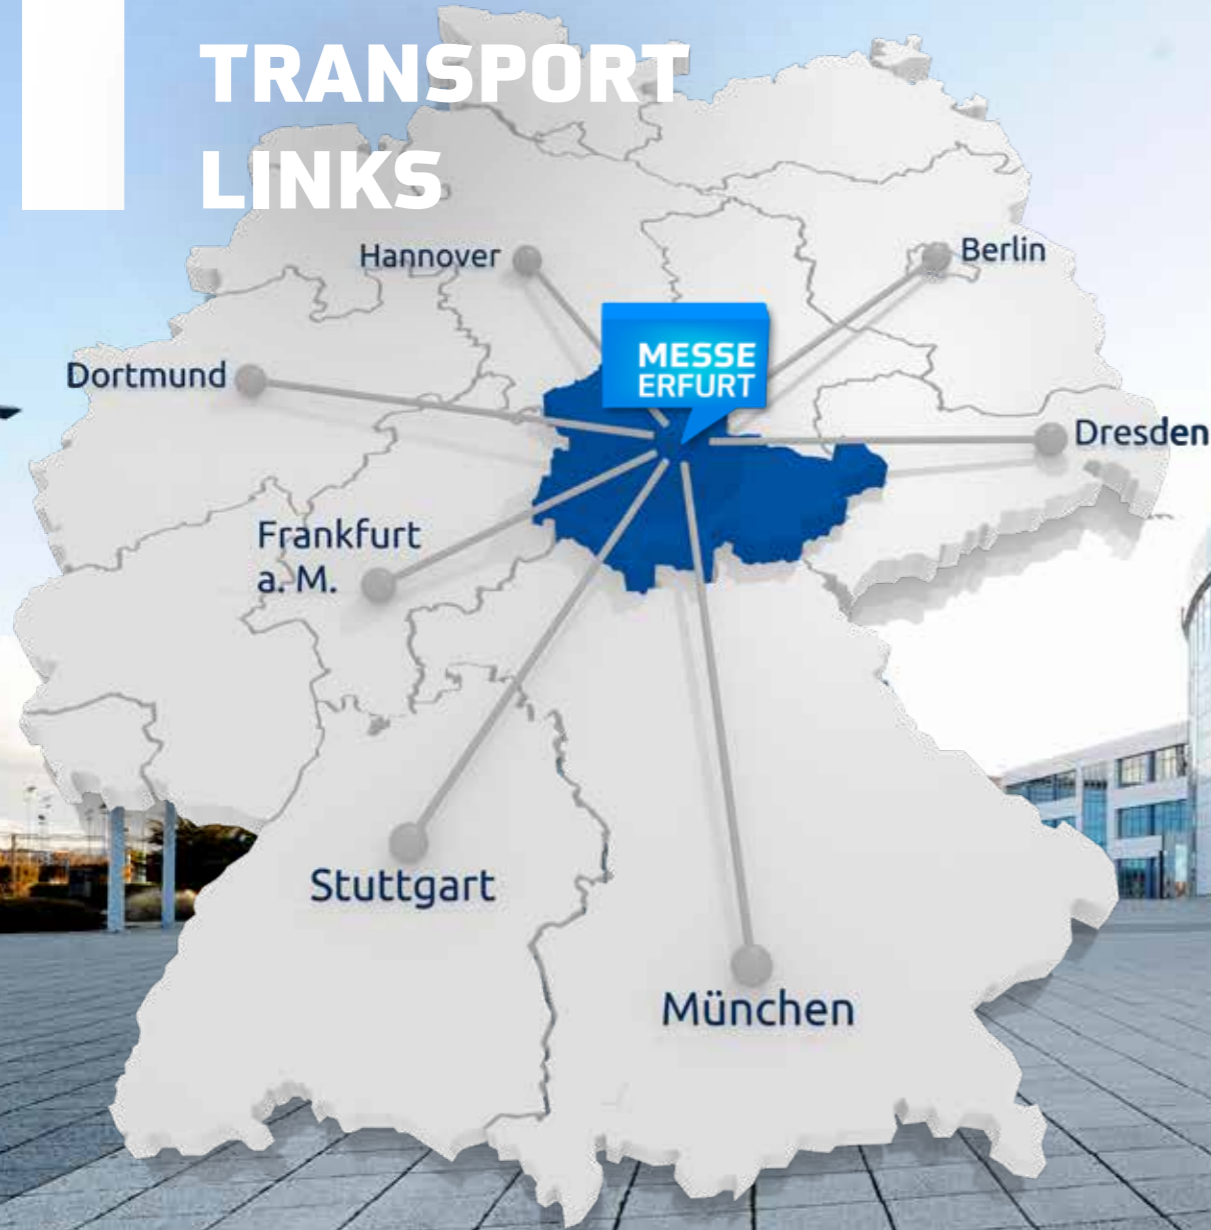 TRANSPORT
LINKS
Hannover
Berlin
MESSE
ERFURT
Dortmund
Dresden
Frankfurt
a. M.
Stuttgart
München